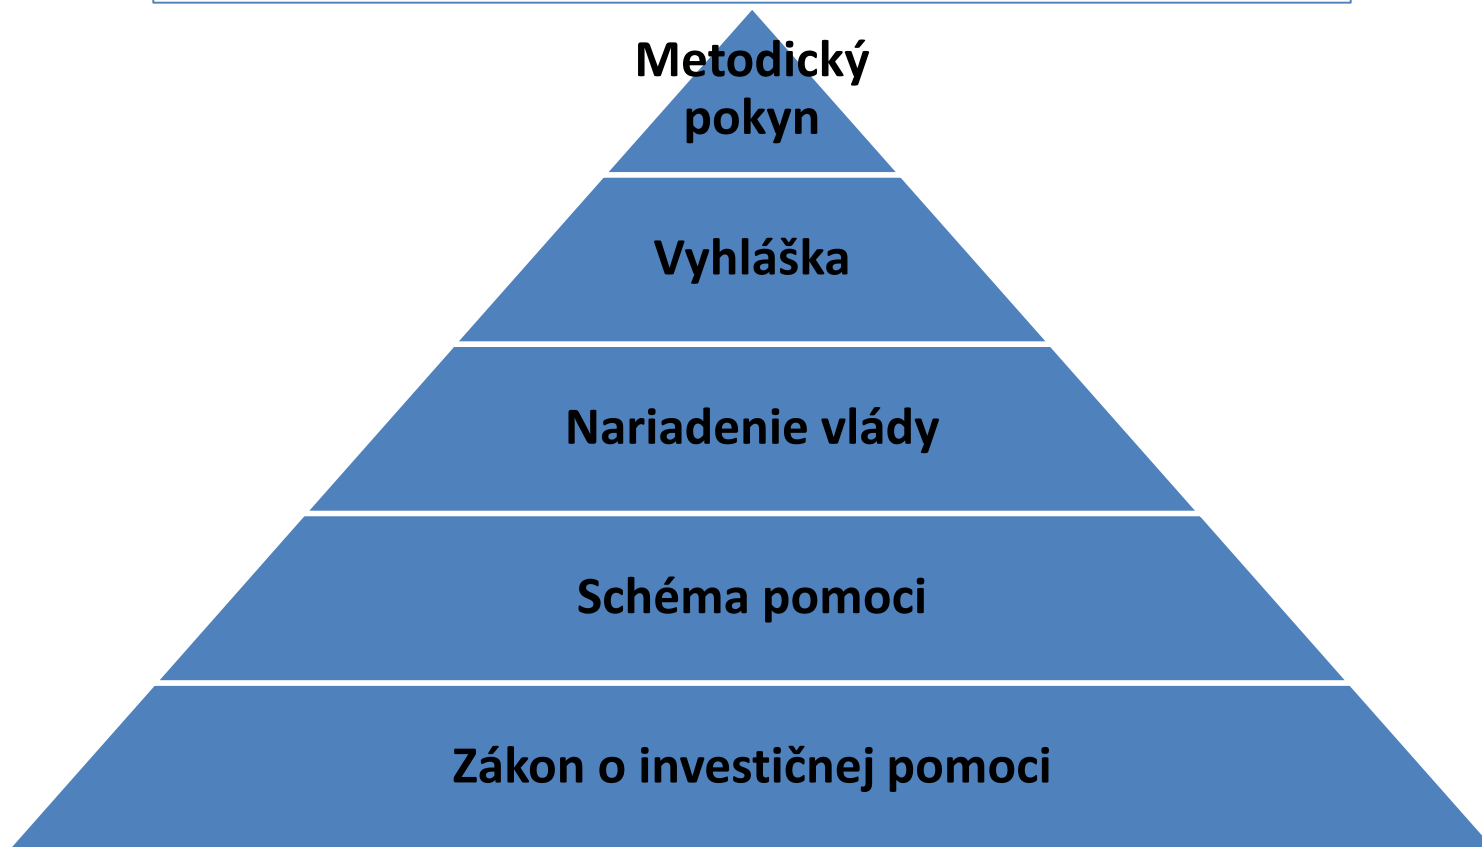 Metodický
pokyn
Vyhláška
Nariadenie vlády
Schéma pomoci
Zákon o investičnej pomoci